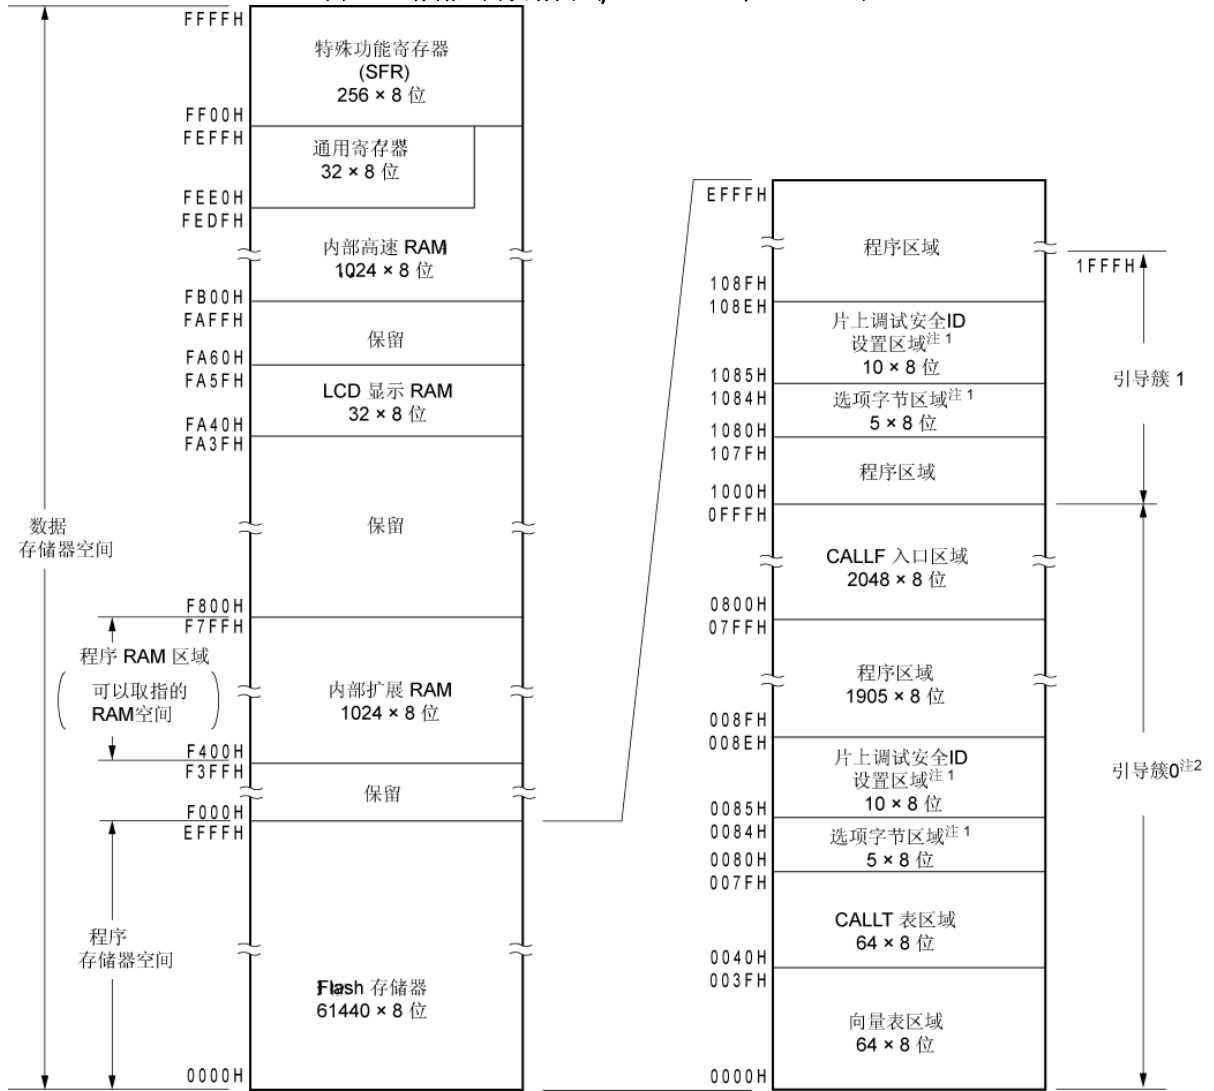 FFFFH
特殊功能寄存器
(SFR)
256 × 8 位
FF00H
FEFFH
通用寄存器
32 × 8 位
FEE0H
FEDFH
内部高速 RAM
1024 × 8 位
FB00H
FAFFH
保留
FA60H
FA5FH
LCD 显示 RAM
32 × 8 位
FA40H
FA3FH
保留
数据
存储器空间
F800H
F7FFH
程序 RAM 区域
可以取指的
RAM空间
内部扩展 RAM
1024 × 8 位
F400H
F3FFH
保留
F000H
EFFFH
程序
存储器空间
Flash 存储器
61440 × 8 位
0000H
EFFFH
程序区域
1FFFH
108FH
108EH
片上调试安全ID
设置区域注 1
10 × 8 位
引导簇 1
1085H
1084H
选项字节区域注 1
5 × 8 位
1080H
107FH
程序区域
1000H
0FFFH
CALLF 入口区域
2048 × 8 位
0800H
07FFH
程序区域
1905 × 8 位
008FH
008EH
片上调试安全ID
设置区域注 1
10 × 8 位
引导簇0注2
0085H
0084H
选项字节区域注 1
5 × 8 位
0080H
007FH
CALLT 表区域
64 × 8 位
0040H
003FH
向量表区域
64 × 8 位
0000H